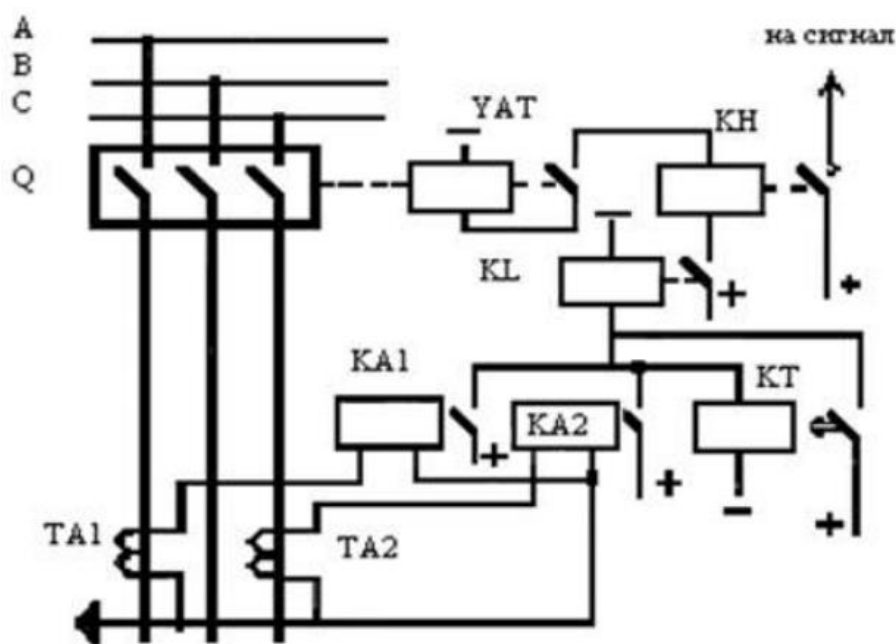 A
на сигнал
B
C
YAT
KH
Q
KL
+
+
KA1
KT
KA2
+
+
−
+
TA1
TA2